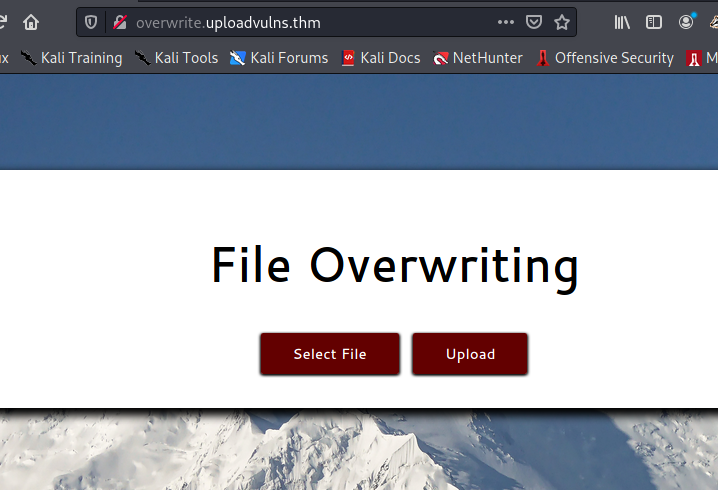 overwrite.uploadvulns.thm
Kali Training Kali Tools Kali Forums Kali Docs NetHunter Offensive Security
File Overwriting
Select File Upload